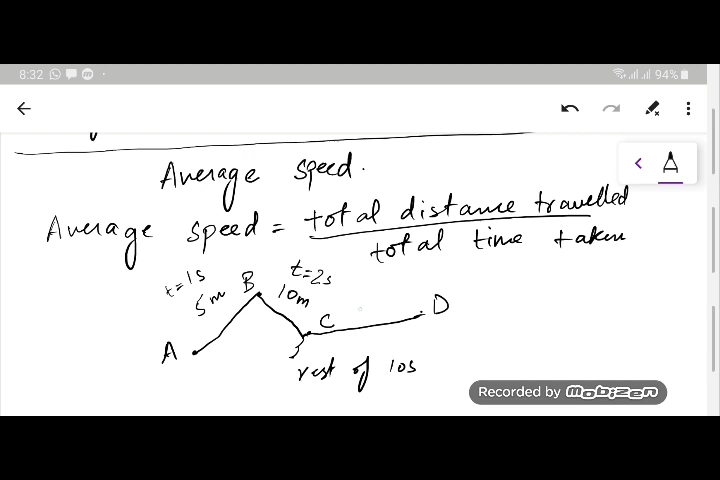 8:32
94%
Average speed.
Average speed = total distance travelled
total time taken
t=1s
5m
B
t=2s
10m
A
C
D
rest of 10s
Recorded by MOBIZEN